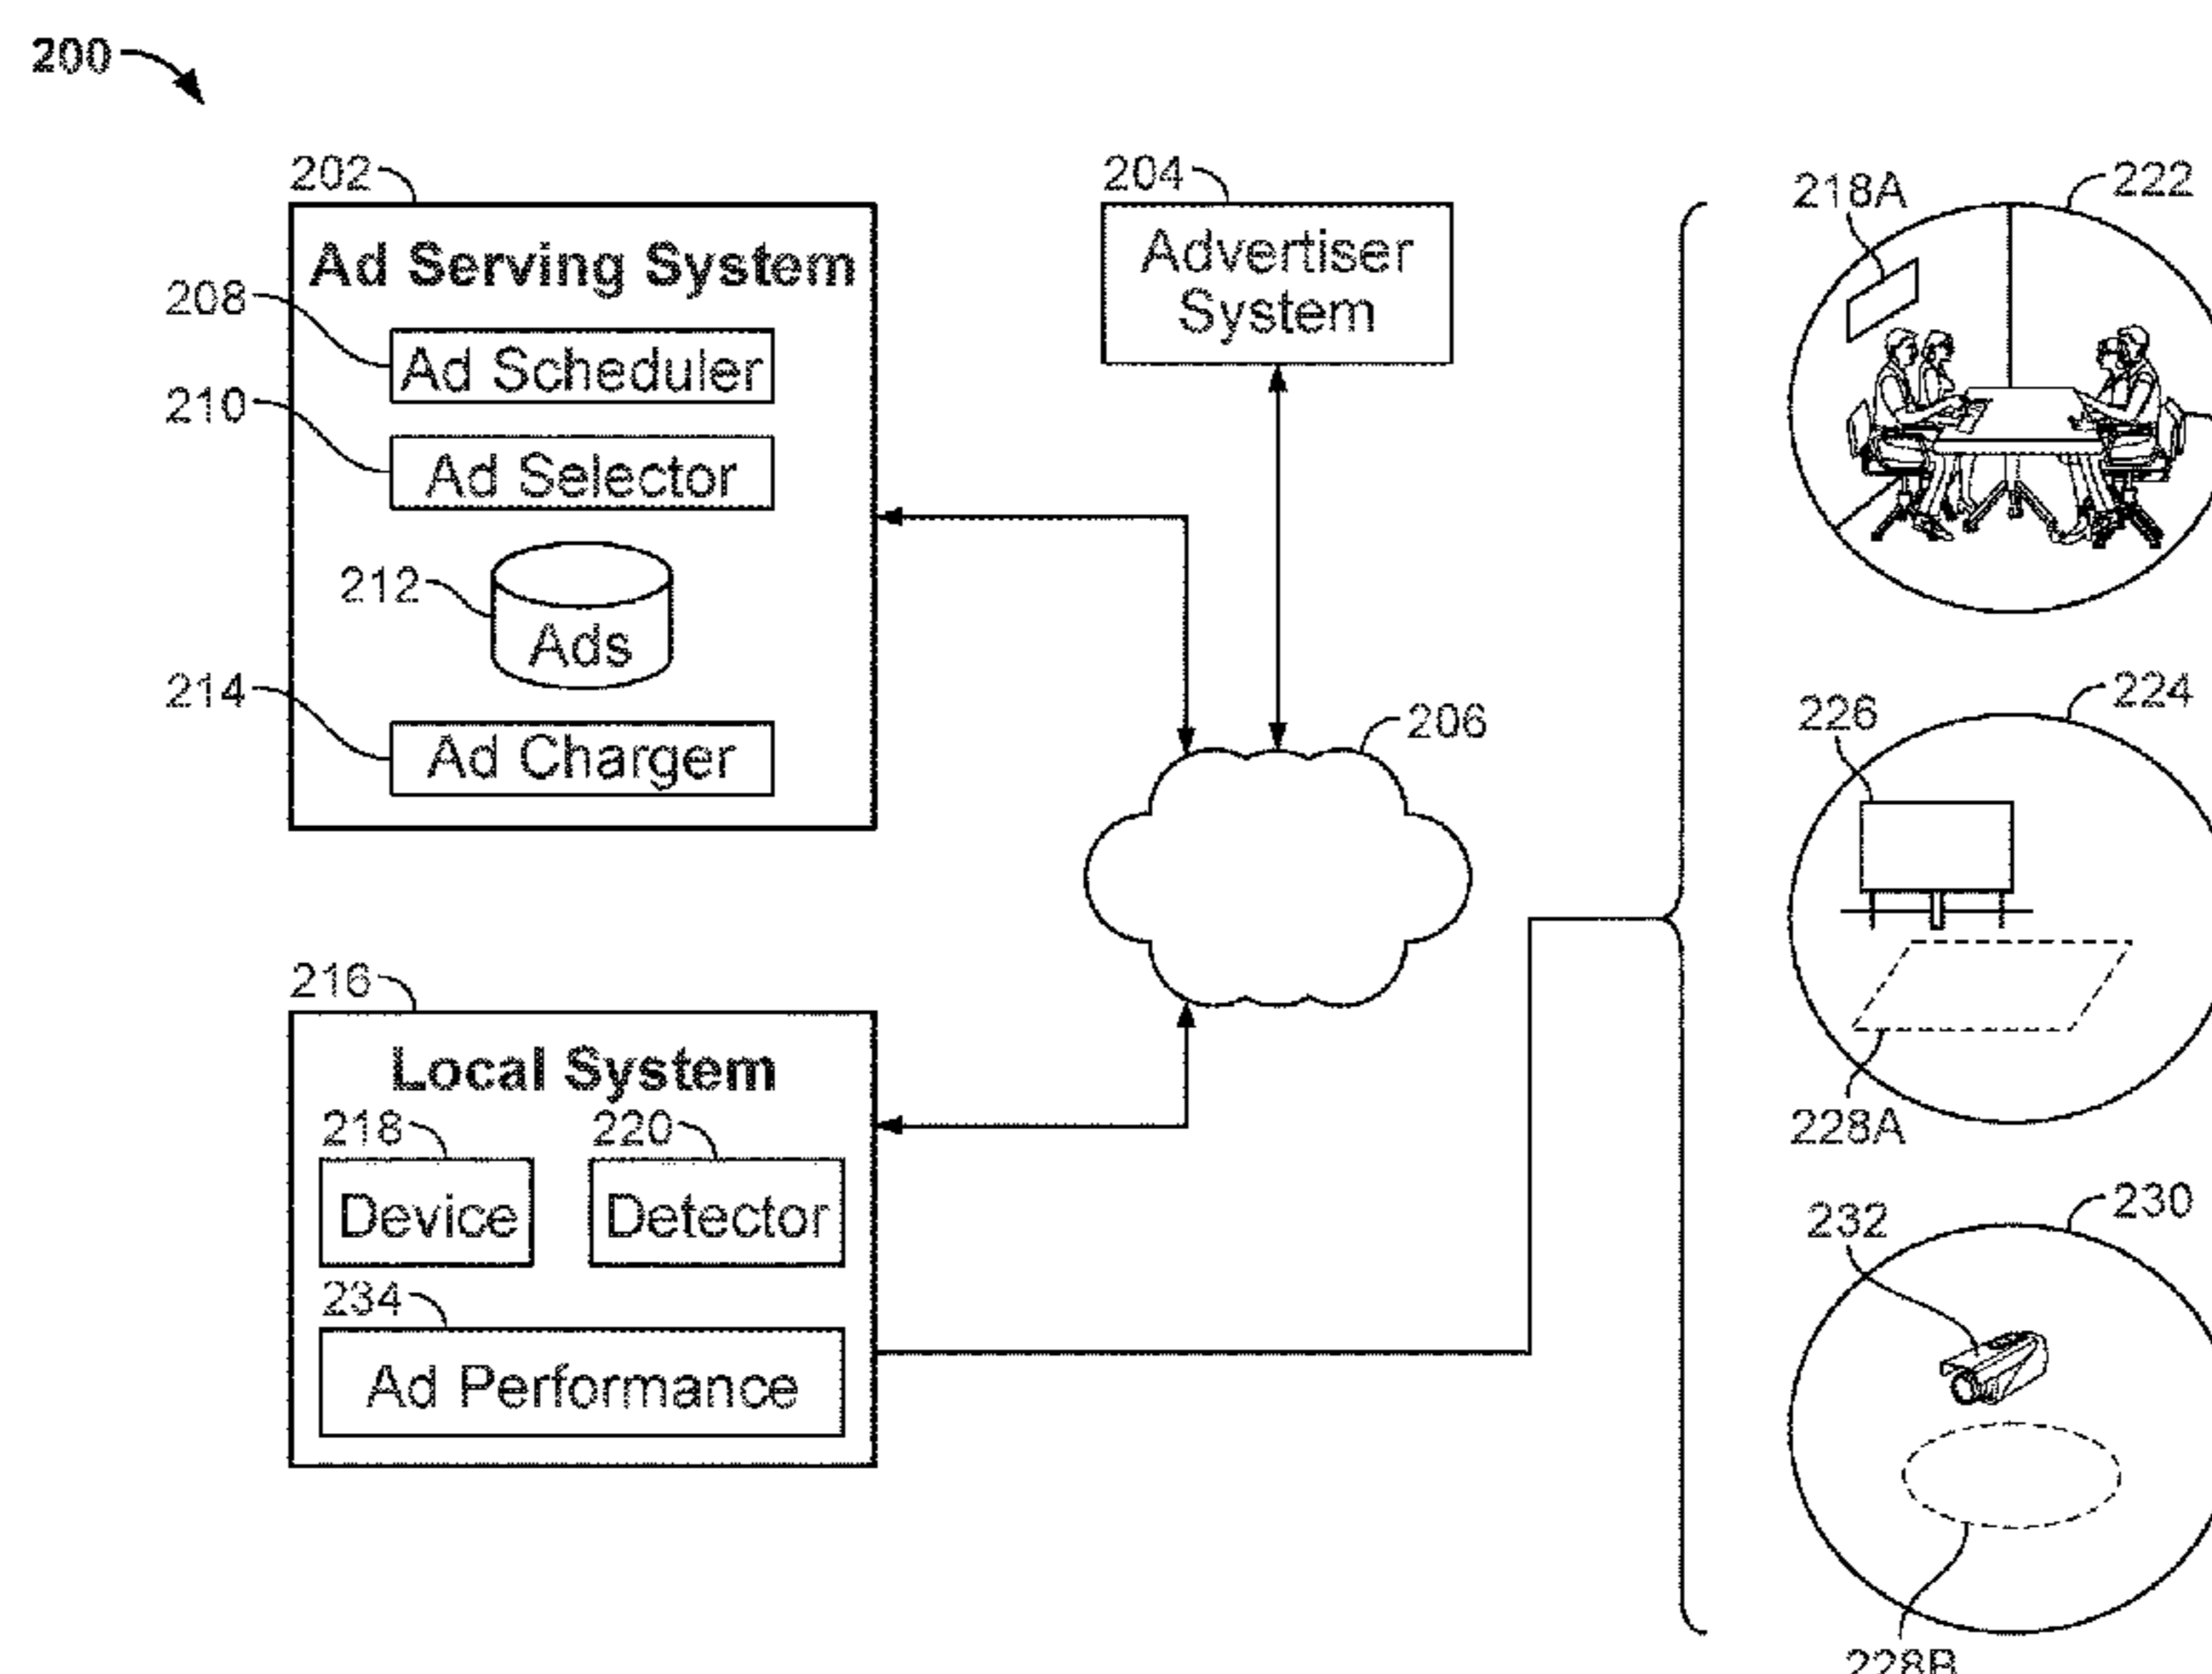 200
202
Ad Serving System
208
Ad Scheduler
210
Ad Selector
212
Ads
214
Ad Charger
204
Advertiser
System
206
216
Local System
218
Device
220
Detector
234
Ad Performance
218A
222
226
224
228A
232
230
228B